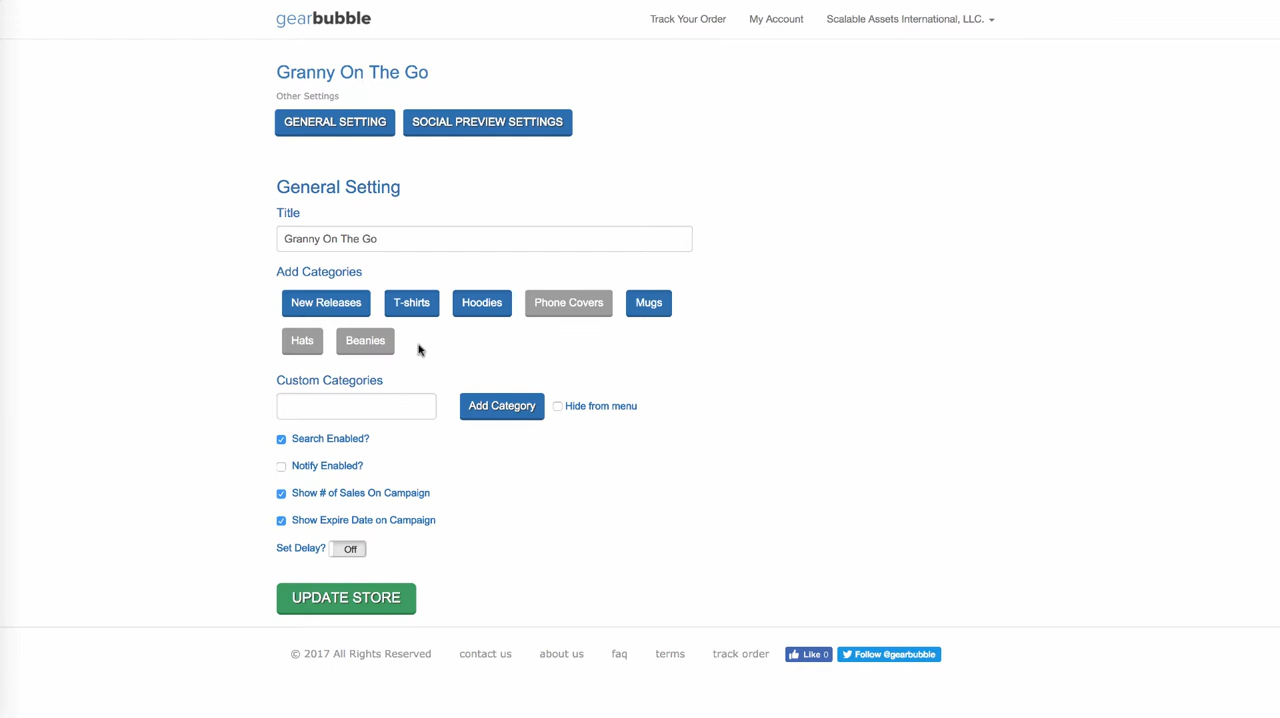 gearbubble Track Your Order My Account Scalable Assets International, LLC.
Granny On The Go
Other Settings
GENERAL SETTING SOCIAL PREVIEW SETTINGS
General Setting
Title
Granny On The Go
Add Categories
New Releases T-shirts Hoodies Phone Covers Mugs
Hats Beanies
Custom Categories
Add Category Hide from menu
Search Enabled?
Notify Enabled?
Show # of Sales On Campaign
Show Expire Date on Campaign
Set Delay? Off
UPDATE STORE
© 2017 All Rights Reserved contact us about us faq terms track order Like 0 Follow @gearbubble